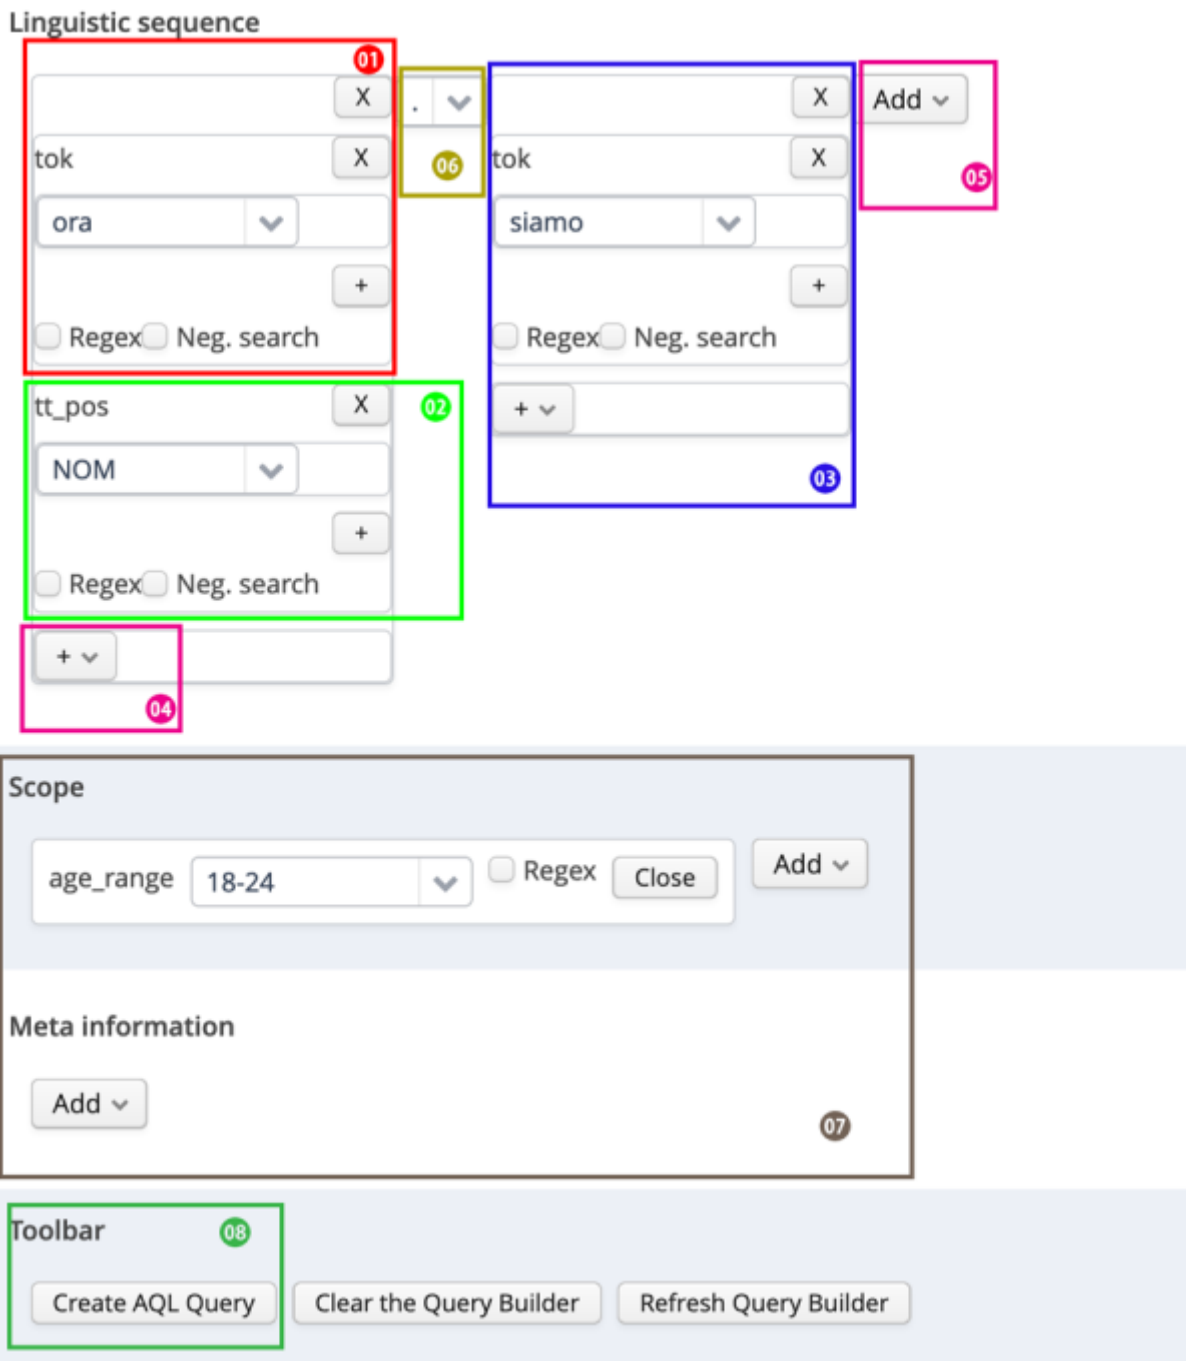 Linguistic sequence
01
X
. 
X
Add
tok
X
06
tok
X
05
ora
siamo
+
+
Regex Neg. search
Regex Neg. search
tt_pos
X
02
+
NOM
03
+
Regex Neg. search
+
04
Scope
age_range 18-24 Regex Close Add
Meta information
Add
07
Toolbar 08
Create AQL Query Clear the Query Builder Refresh Query Builder